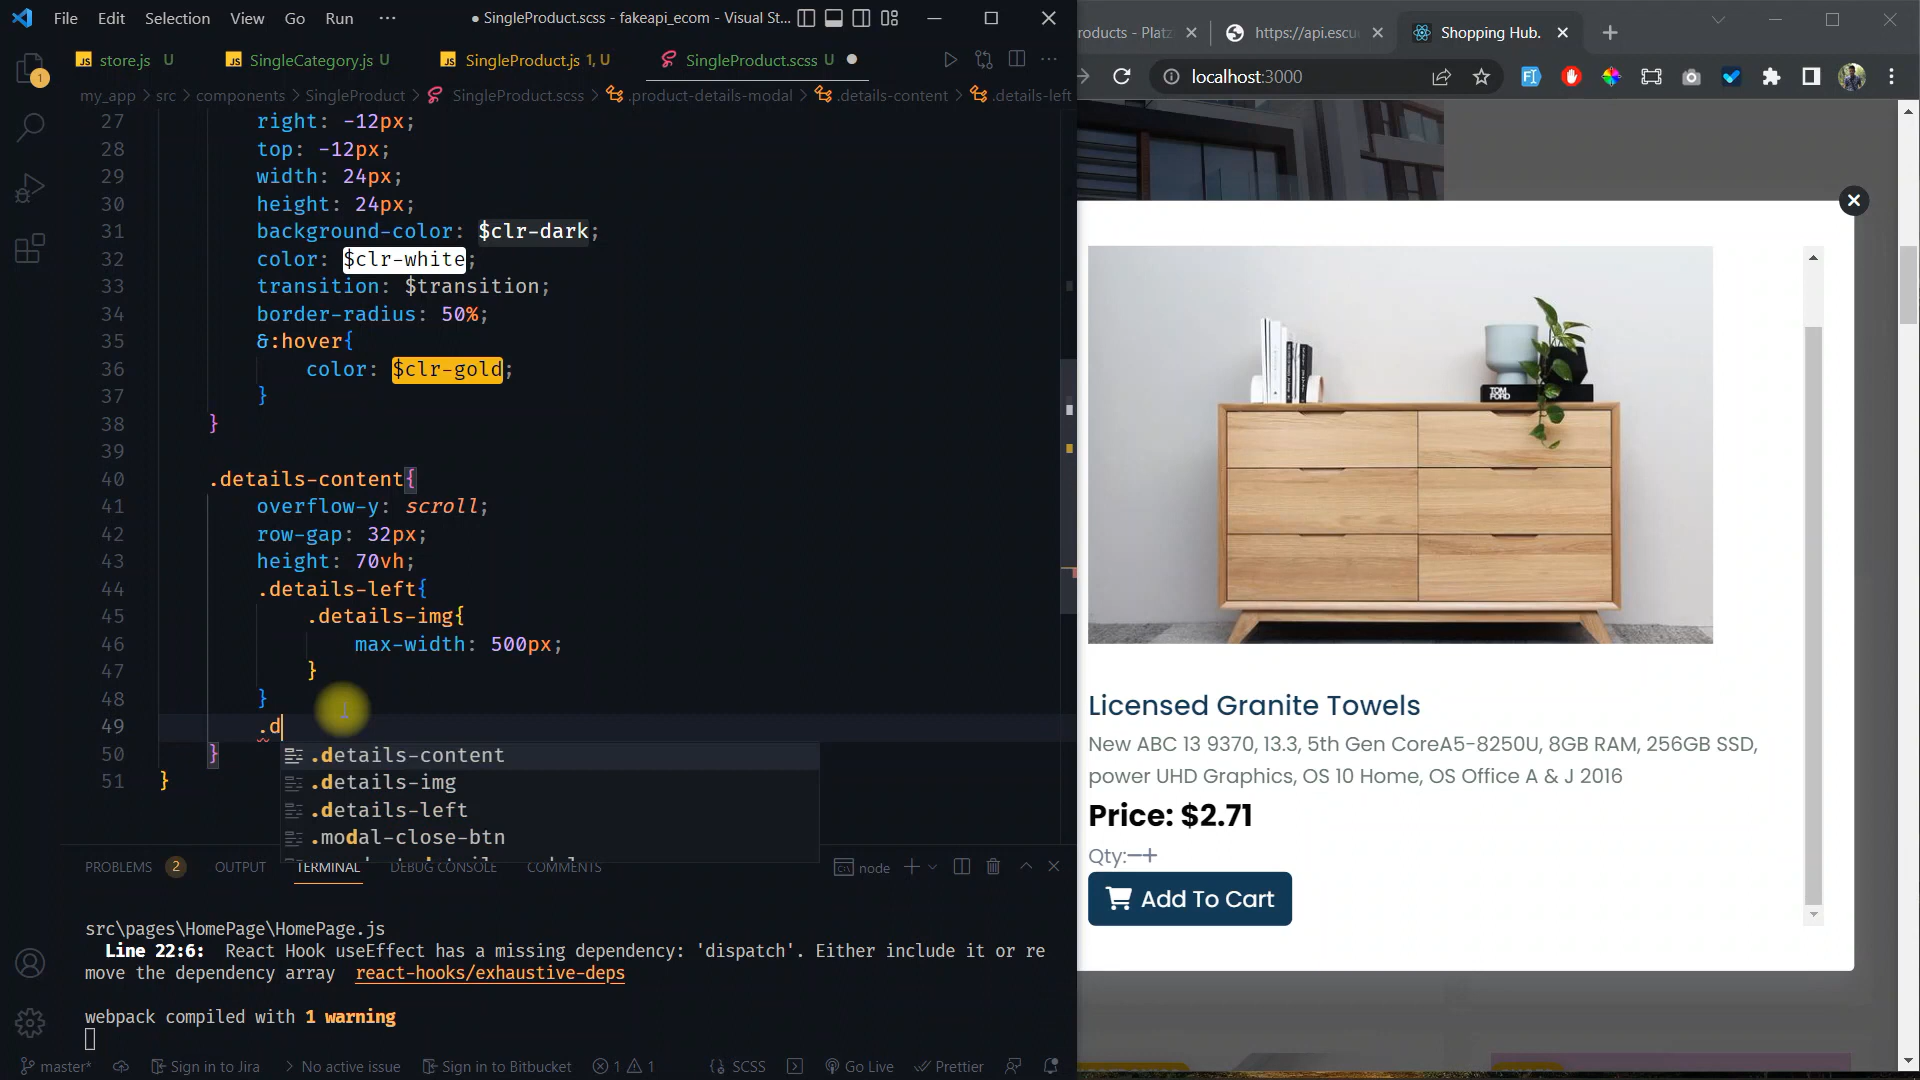 File Edit Selection View Go Run ···
● SingleProduct.scss - fakeapi_ecom - Visual St...
store.js U
SingleCategory.js U
SingleProduct.js 1, U
SingleProduct.scss U
my_app > src > components > SingleProduct > SingleProduct.scss > .product-details-modal > .details-content > .details-left
27 right: -12px;
28 top: -12px;
29 width: 24px;
30 height: 24px;
31 background-color: $clr-dark;
32 color: $clr-white;
33 transition: $transition;
34 border-radius: 50%;
35 &:hover{
36 color: $clr-gold;
37 }
38 }
39
40 .details-content{
41 overflow-y: scroll;
42 row-gap: 32px;
43 height: 70vh;
44 .details-left{
45 .details-img{
46 max-width: 500px;
47 }
48 }
49 .d
50 }
51 }
.details-content
.details-img
.details-left
.modal-close-btn
PROBLEMS 2 OUTPUT TERMINAL DEBUG CONSOLE COMMENTS
node
src\pages\HomePage\HomePage.js
Line 22:6: React Hook useEffect has a missing dependency: 'dispatch'. Either include it or re
move the dependency array react-hooks/exhaustive-deps
webpack compiled with 1 warning
master* Sign in to Jira No active issue Sign in to Bitbucket 1 1 SCSS Go Live Prettier
roducts - Platz
https://api.escu
Shopping Hub.
localhost:3000
TOM FORD
Licensed Granite Towels
New ABC 13 9370, 13.3, 5th Gen CoreA5-8250U, 8GB RAM, 256GB SSD,
power UHD Graphics, OS 10 Home, OS Office A & J 2016
Price: $2.71
Qty:−+
Add To Cart